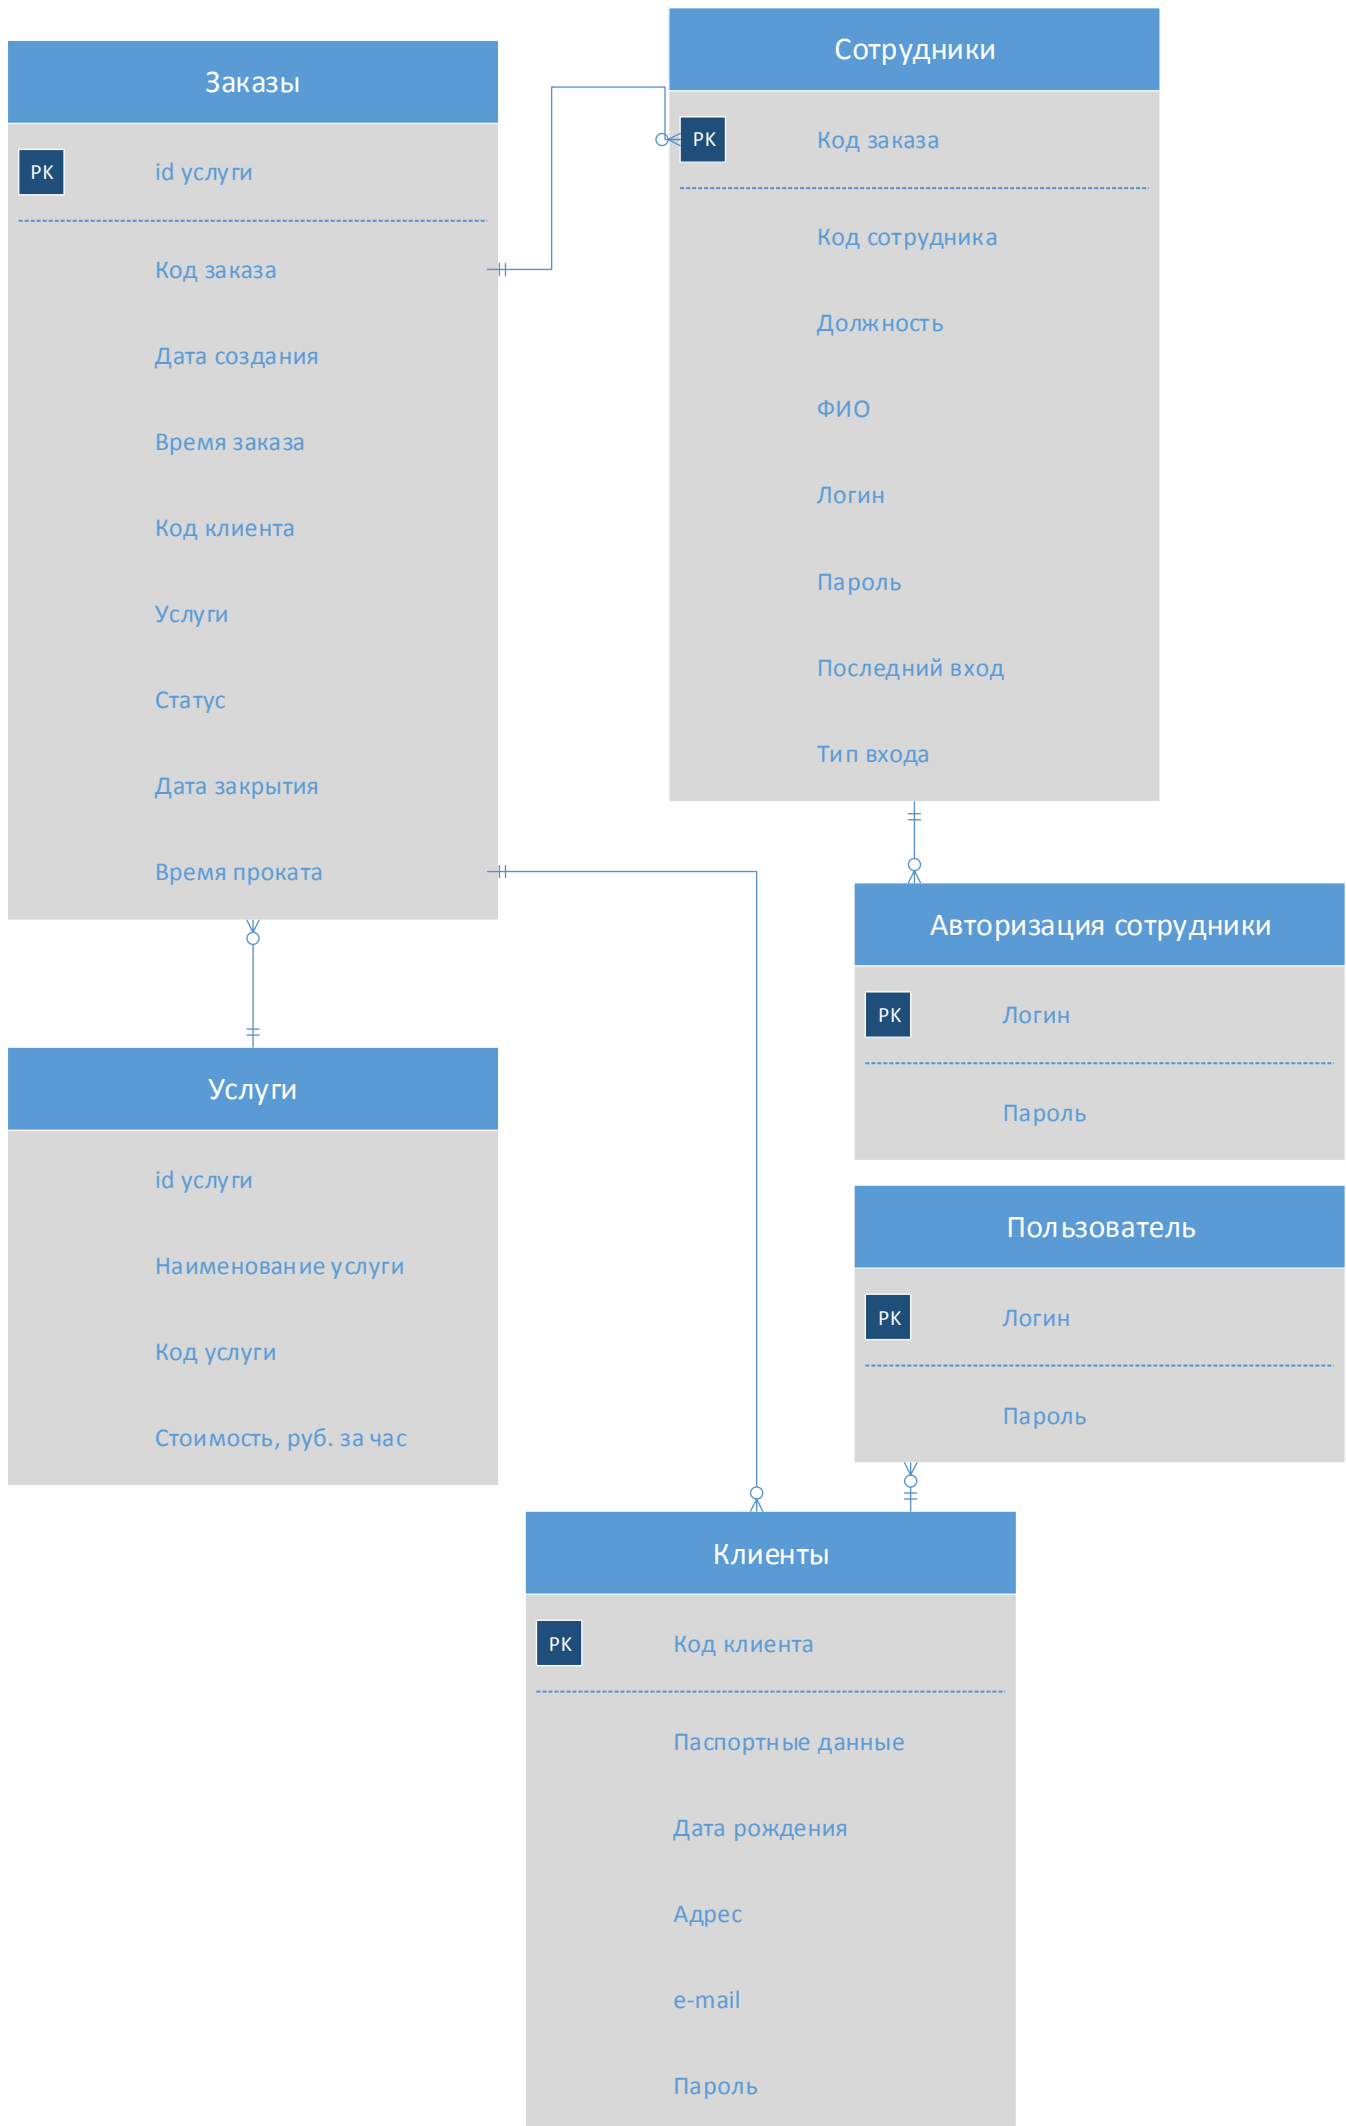 Заказы
PK
id услуги
Код заказа
Дата создания
Время заказа
Код клиента
Услуги
Статус
Дата закрытия
Время проката
Сотрудники
PK
Код заказа
Код сотрудника
Должность
ФИО
Логин
Пароль
Последний вход
Тип входа
Авторизация сотрудники
PK
Логин
Пароль
Услуги
id услуги
Наименование услуги
Код услуги
Стоимость, руб. за час
Пользователь
PK
Логин
Пароль
Клиенты
PK
Код клиента
Паспортные данные
Дата рождения
Адрес
e-mail
Пароль